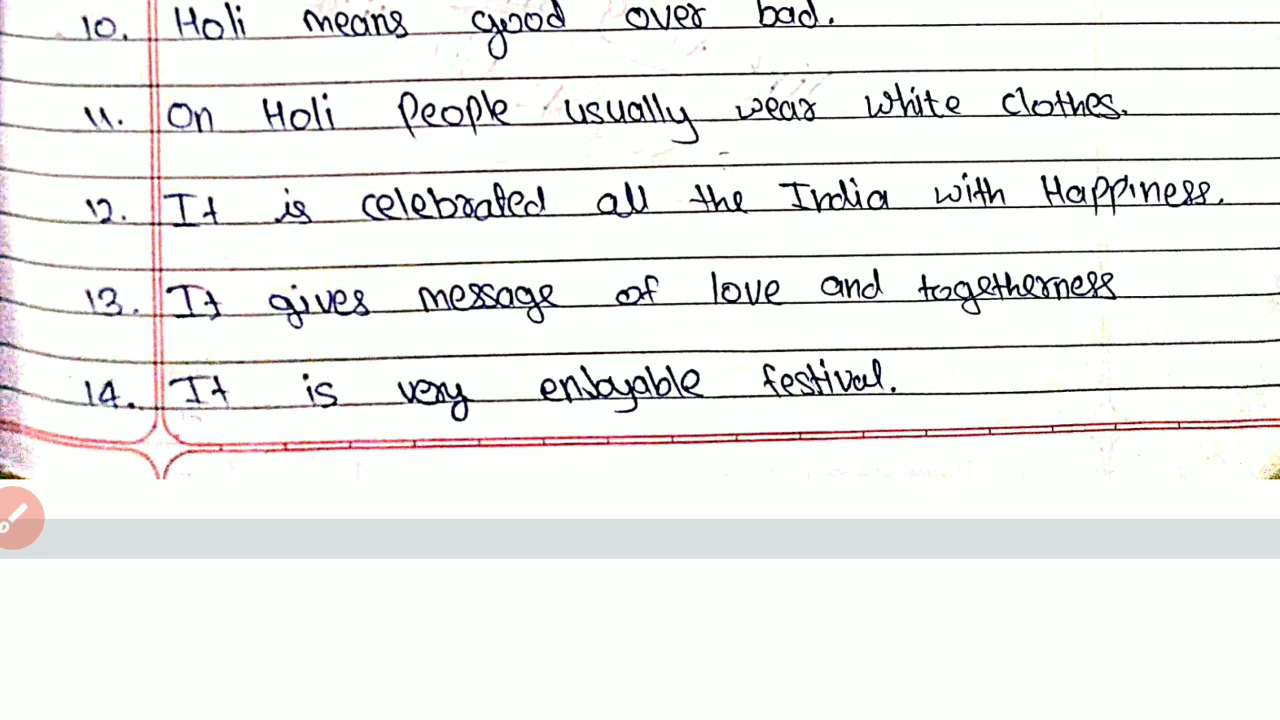 10. Holi means good over bad.
11. On Holi People usually wear white clothes.
12. It is celebrated all the India with Happiness.
13. It gives message of love and togetherness
14. It is very enjoyable festival.